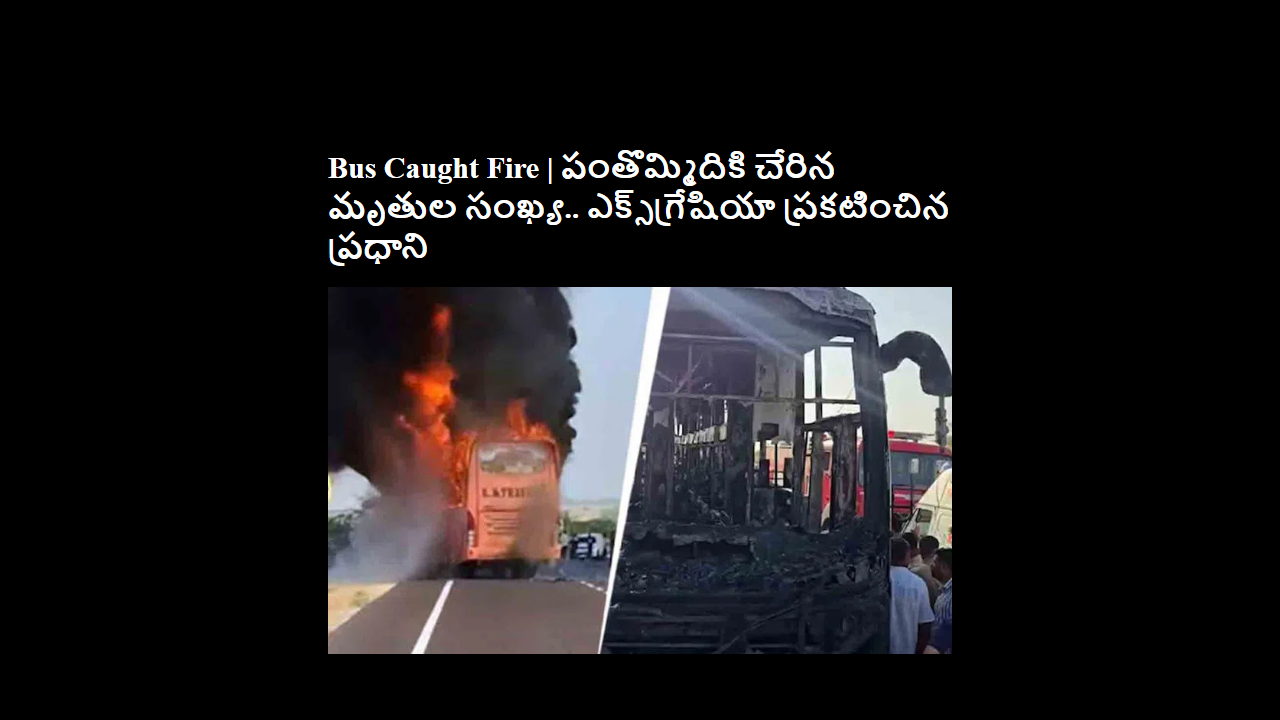 Bus Caught Fire | పంతొమ్మిదికి చేరిన
మృతుల సంఖ్య.. ఎక్స్‌గ్రేషియా ప్రకటించిన
ప్రధాని